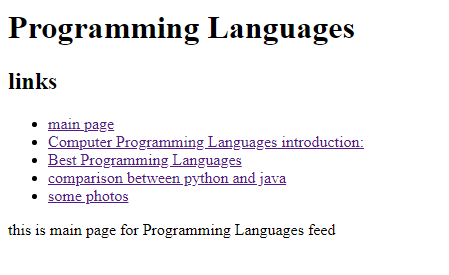 Programming Languages
links
main page
Computer Programming Languages introduction:
Best Programming Languages
comparison between python and java
some photos
this is main page for Programming Languages feed